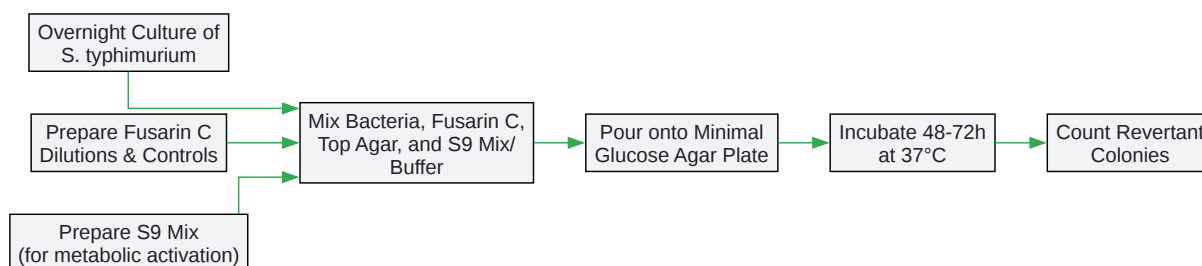 Overnight Culture of
S. typhimurium
Prepare Fusarin C
Dilutions & Controls
Prepare S9 Mix
(for metabolic activation)
Mix Bacteria, Fusarin C,
Top Agar, and S9 Mix/
Buffer
Pour onto Minimal
Glucose Agar Plate
Incubate 48-72h
at 37°C
Count Revertant
Colonies